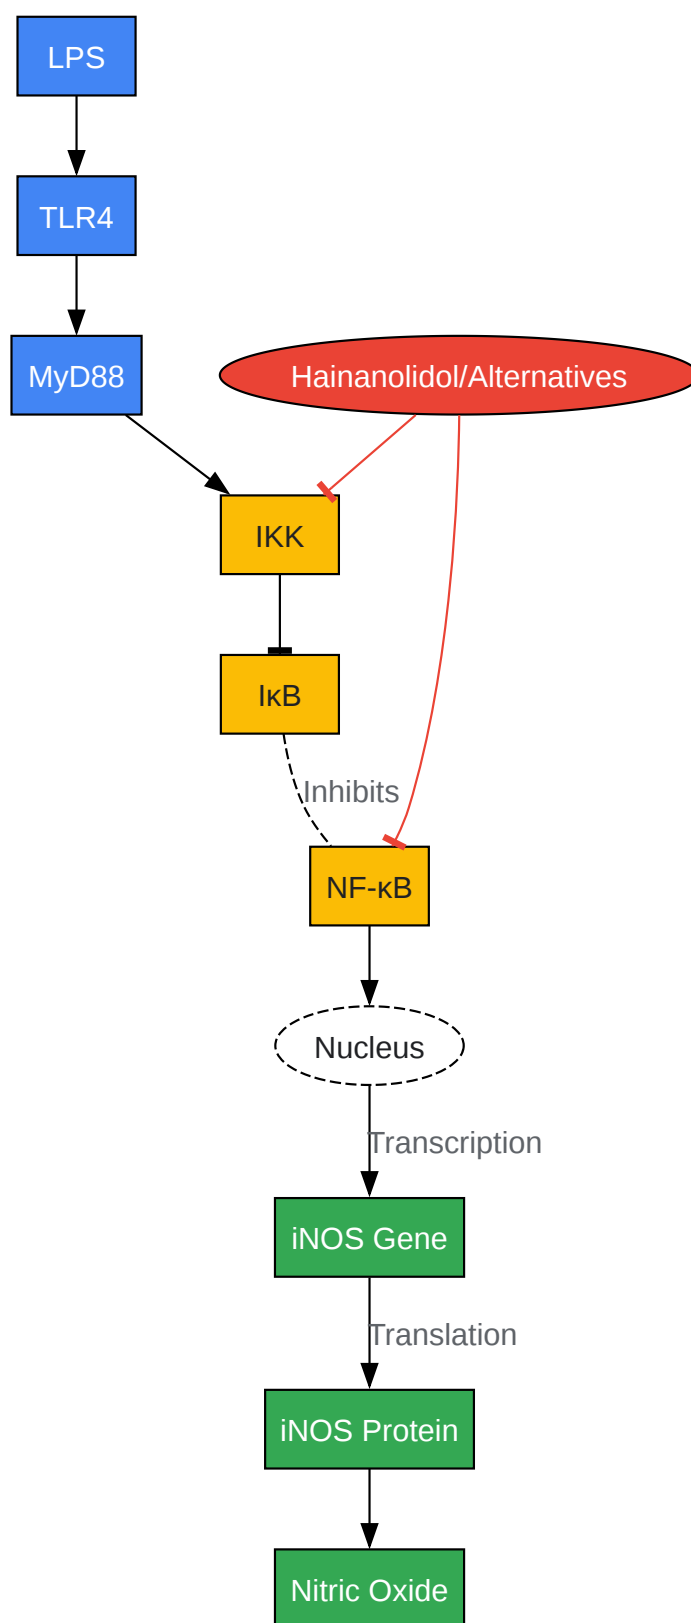 LPS
TLR4
MyD88
Hainanolidol/Alternatives
IKK
IκB
Inhibits
NF-κB
Nucleus
Transcription
iNOS Gene
Translation
iNOS Protein
Nitric Oxide